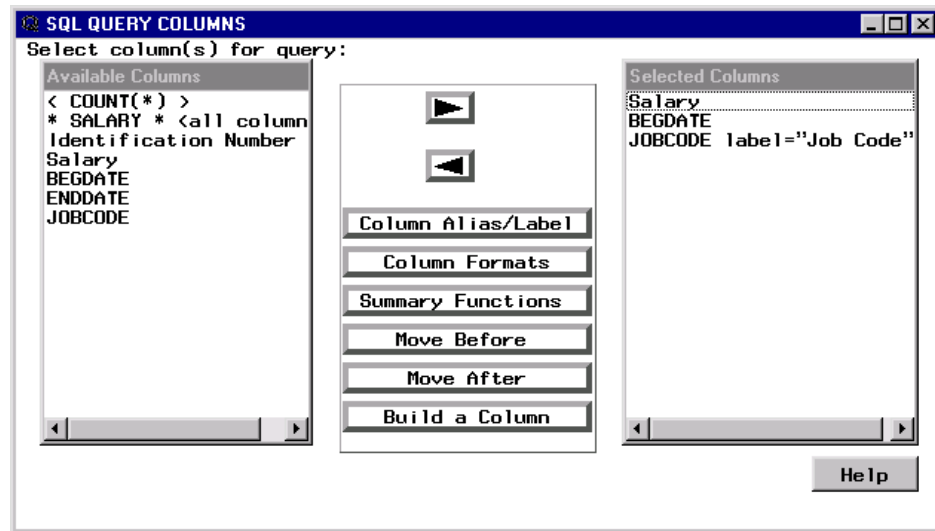 SQL QUERY COLUMNS
Select column(s) for query:
Available Columns
< COUNT(*) >
* SALARY * <all column
Identification Number
Salary
BEGDATE
ENDDATE
JOBCODE
Column Alias/Label
Column Formats
Summary Functions
Move Before
Move After
Build a Column
Selected Columns
Salary
BEGDATE
JOBCODE label="Job Code"
Help